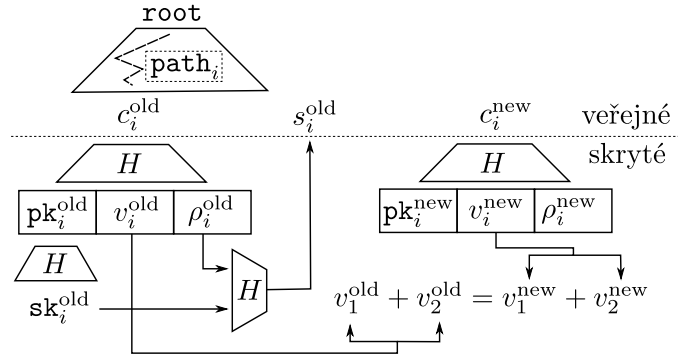 root
path_i
c_i^old s_i^old c_i^new veřejné
skryté
H H
pk_i^old v_i^old ρ_i^old pk_i^new v_i^new ρ_i^new
H H
sk_i^old v_1^old + v_2^old = v_1^new + v_2^new